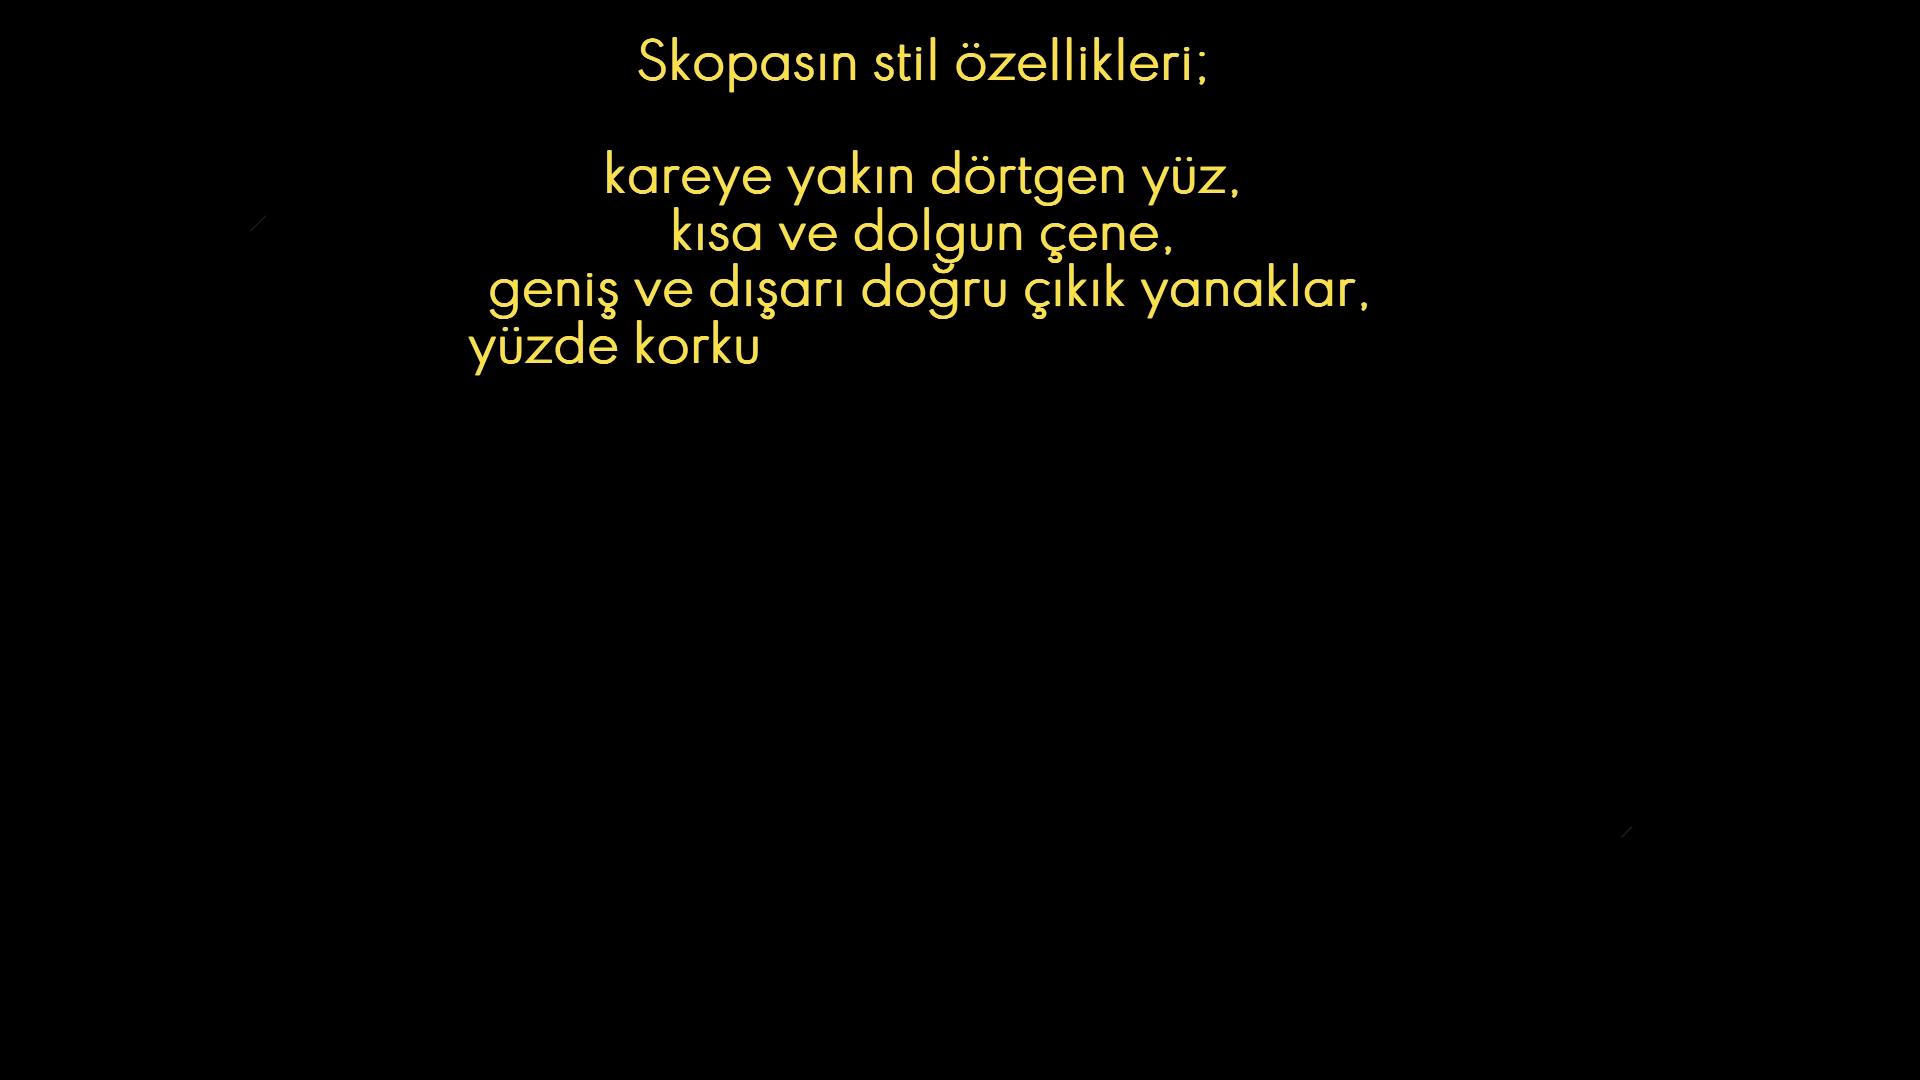 Skopasın stil özellikleri;
kareye yakın dörtgen yüz,
kısa ve dolgun çene,
geniş ve dışarı doğru çıkık yanaklar,
yüzde korku